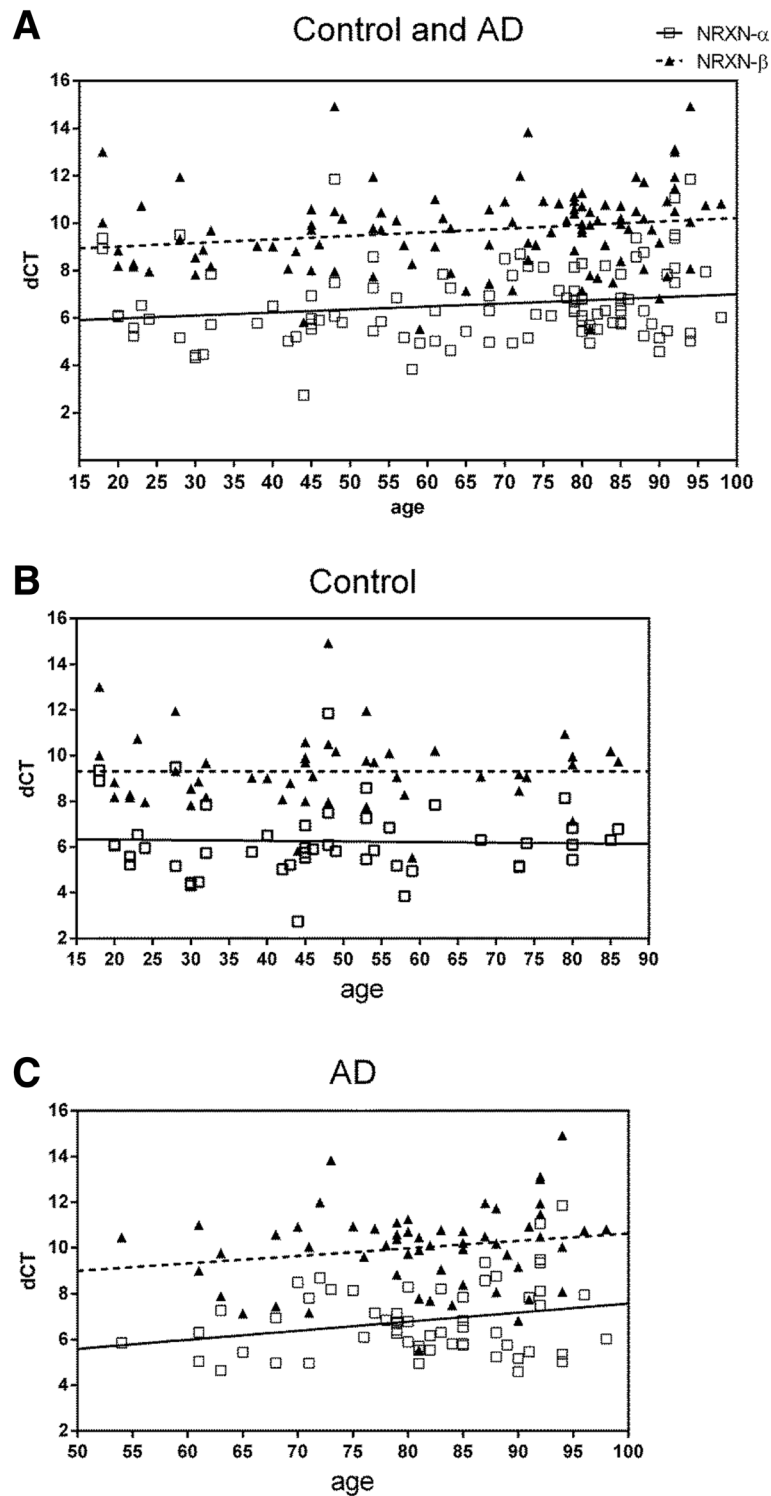 A
Control and AD
NRXN-α
NRXN-β
16
14
12
10
8
6
4
2
dCT
15 20 25 30 35 40 45 50 55 60 65 70 75 80 85 90 95 100
age
B
Control
16
14
12
10
8
6
4
2
dCT
15 20 25 30 35 40 45 50 55 60 65 70 75 80 85 90
age
C
AD
16
14
12
10
8
6
4
2
dCT
50 55 60 65 70 75 80 85 90 95 100
age